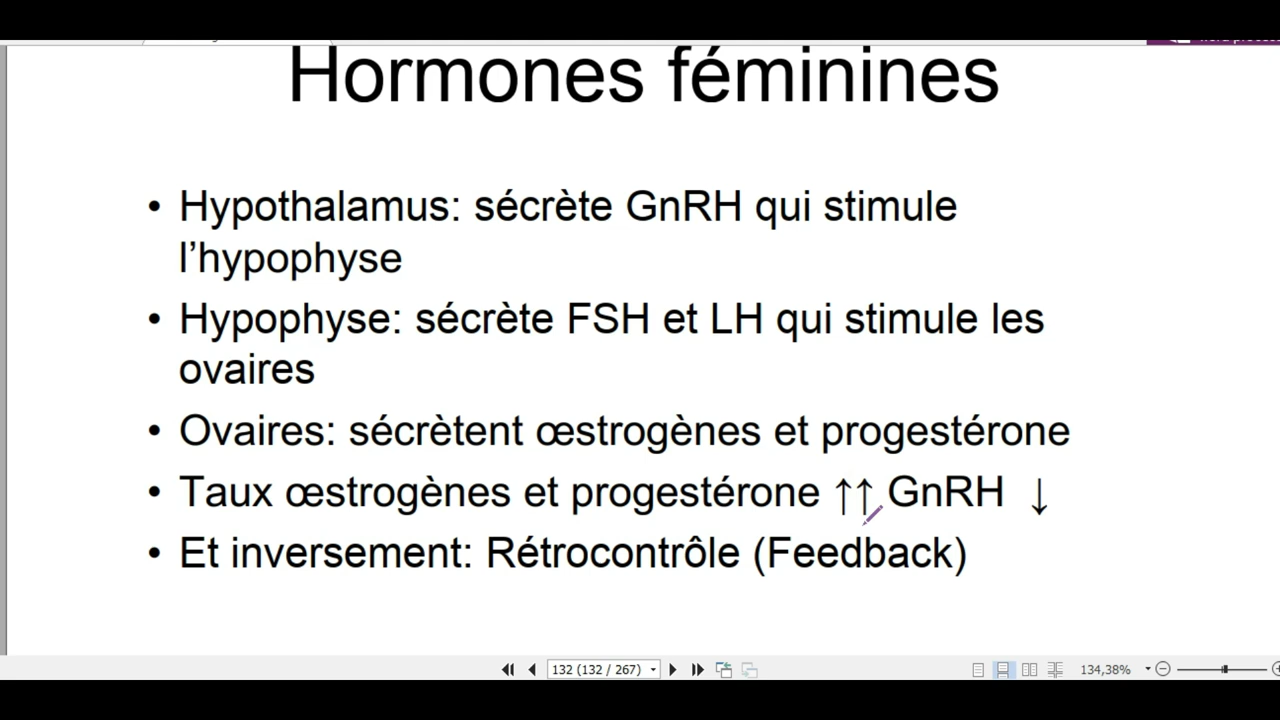 Hormones féminines
• Hypothalamus: sécrète GnRH qui stimule
l’hypophyse
• Hypophyse: sécrète FSH et LH qui stimule les
ovaires
• Ovaires: sécrètent œstrogènes et progestérone
• Taux œstrogènes et progestérone ↑↑ GnRH ↓
• Et inversement: Rétrocontrôle (Feedback)
132 (132 / 267) 134,38%